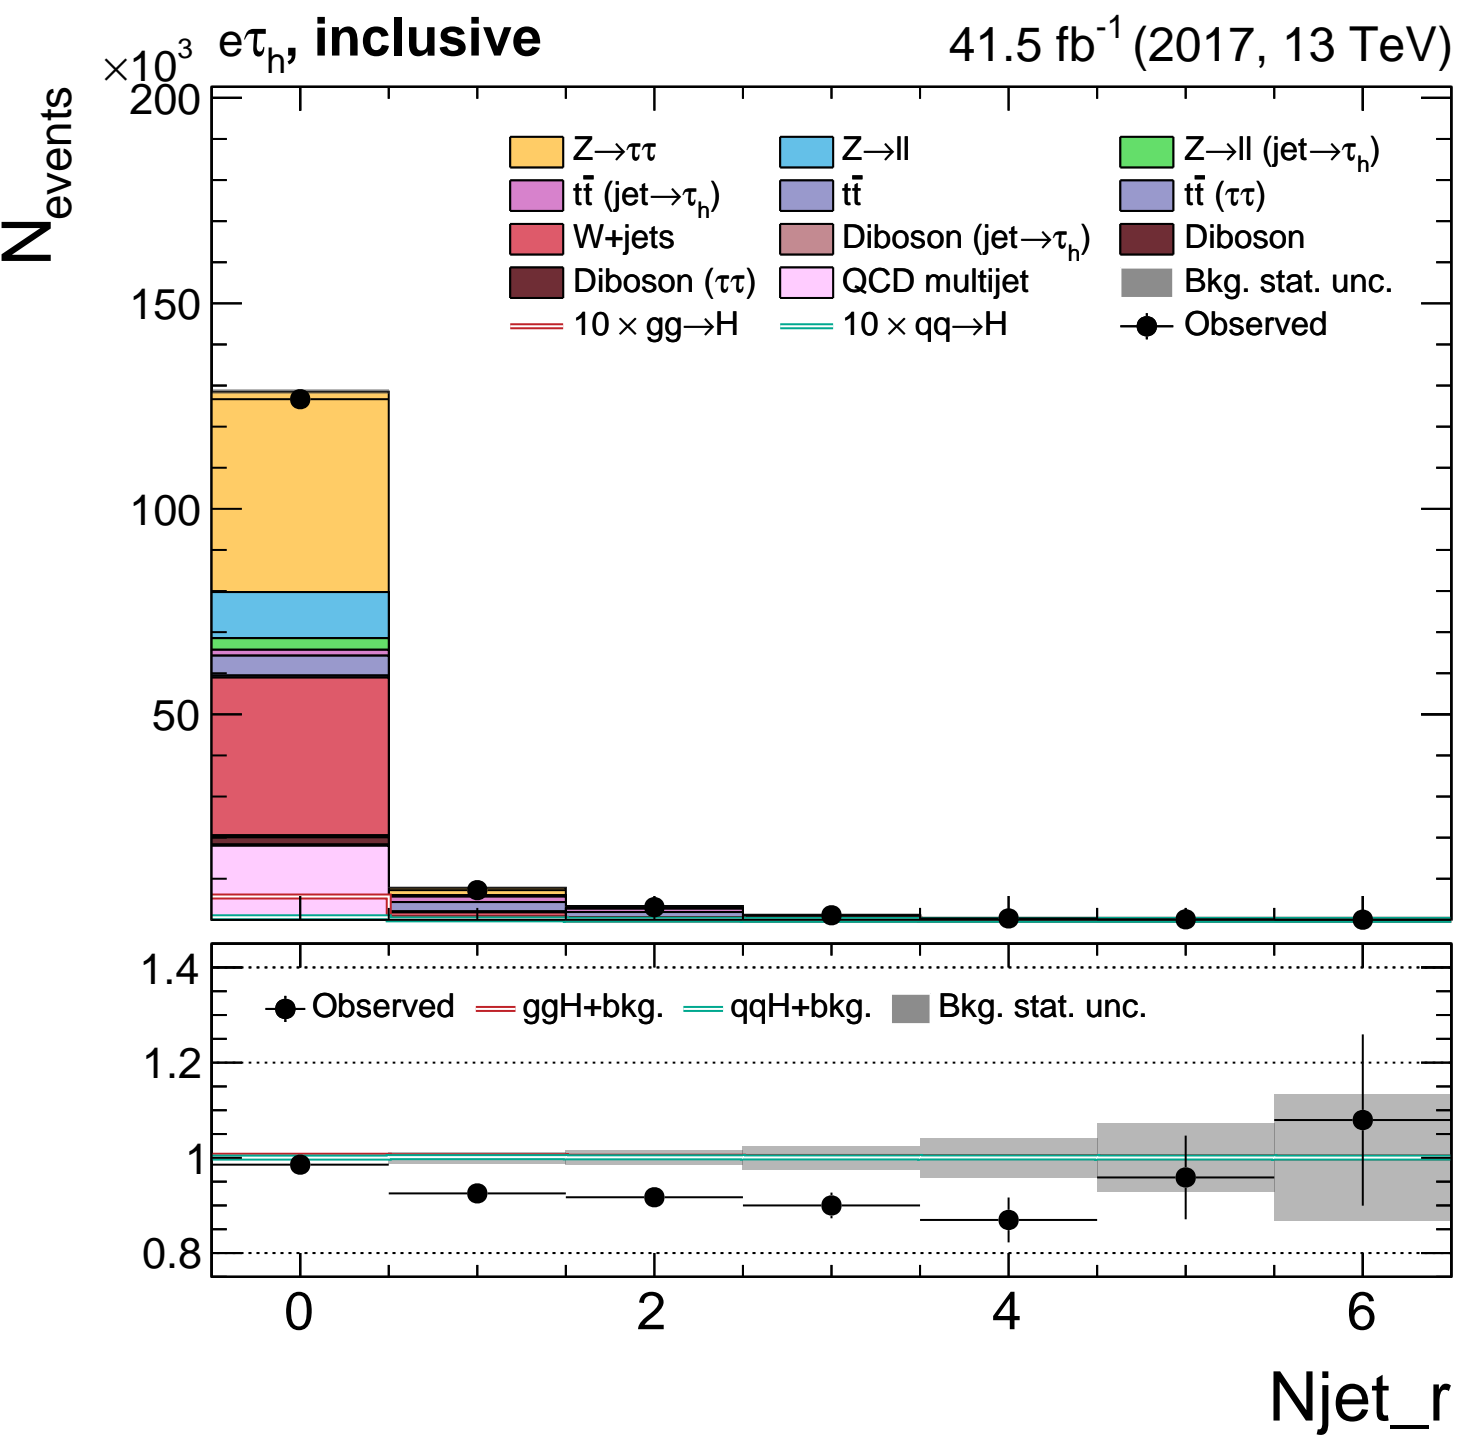 ×10³ eτₕ, inclusive 41.5 fb⁻¹ (2017, 13 TeV)
N_events
200
150
100
50
Z→ττ Z→ll Z→ll (jet→τₕ)
tt̄ (jet→τₕ) tt̄ tt̄ (ττ)
W+jets Diboson (jet→τₕ) Diboson
Diboson (ττ) QCD multijet Bkg. stat. unc.
10 × gg→H 10 × qq→H Observed
1.4
1.2
1
0.8
Observed ggH+bkg. qqH+bkg. Bkg. stat. unc.
0 2 4 6
Njet_r